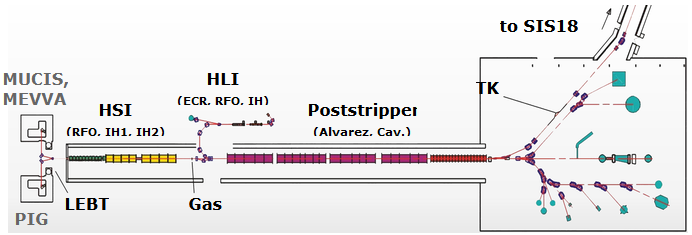 to SIS18
MUCIS,
MEVVA
HSI
(RFQ, IH1, IH2)
HLI
(ECR, RFQ, IH)
Poststripper
(Alvarez, Cav.)
TK
LEBT
Gas
PIG